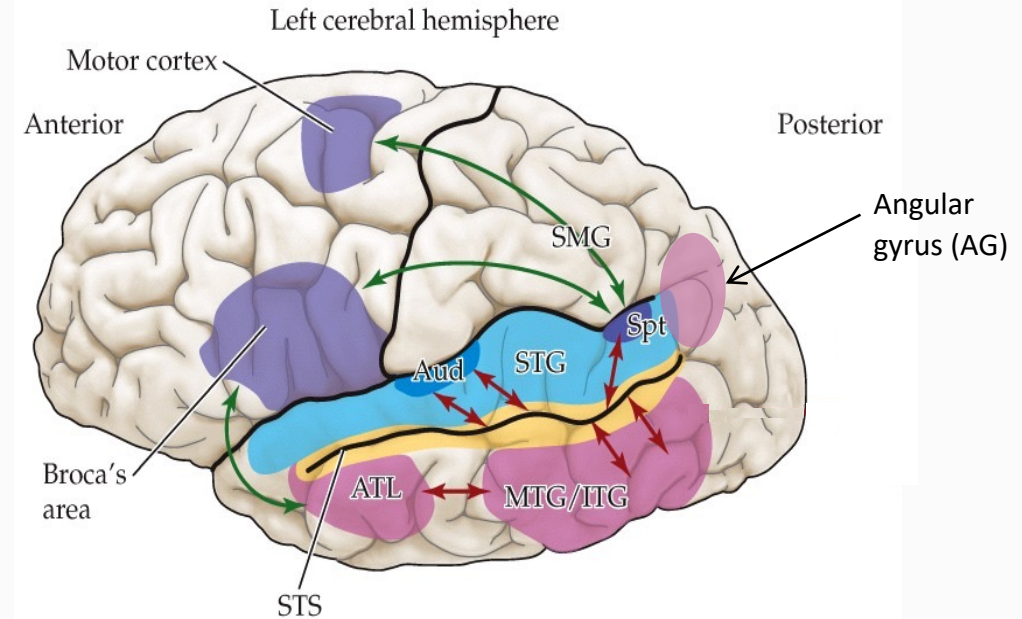 Left cerebral hemisphere
Motor cortex
Anterior
Posterior
Angular
gyrus (AG)
SMG
Spt
Aud
STG
Broca's
area
ATL
MTG/ITG
STS